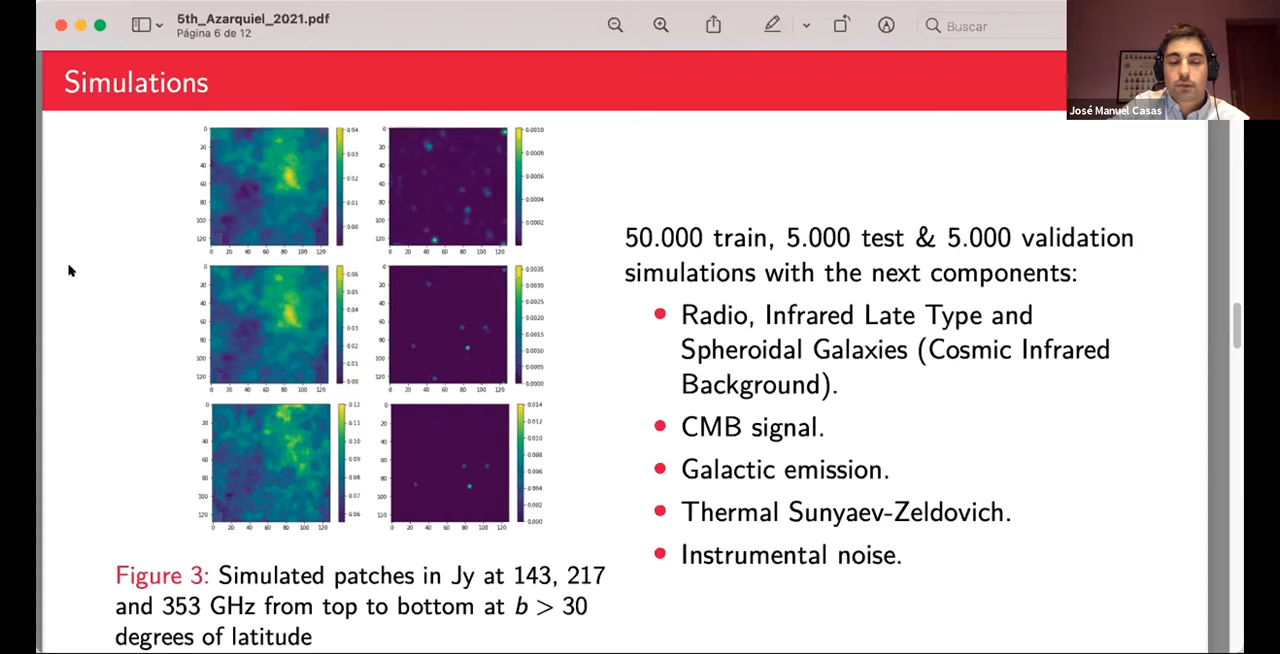 5th_Azarquiel_2021.pdf
Página 6 de 12
Buscar
José Manuel Casas
Simulations
50.000 train, 5.000 test & 5.000 validation
simulations with the next components:
Radio, Infrared Late Type and
Spheroidal Galaxies (Cosmic Infrared
Background).
CMB signal.
Galactic emission.
Thermal Sunyaev-Zeldovich.
Instrumental noise.
Figure 3: Simulated patches in Jy at 143, 217
and 353 GHz from top to bottom at b > 30
degrees of latitude